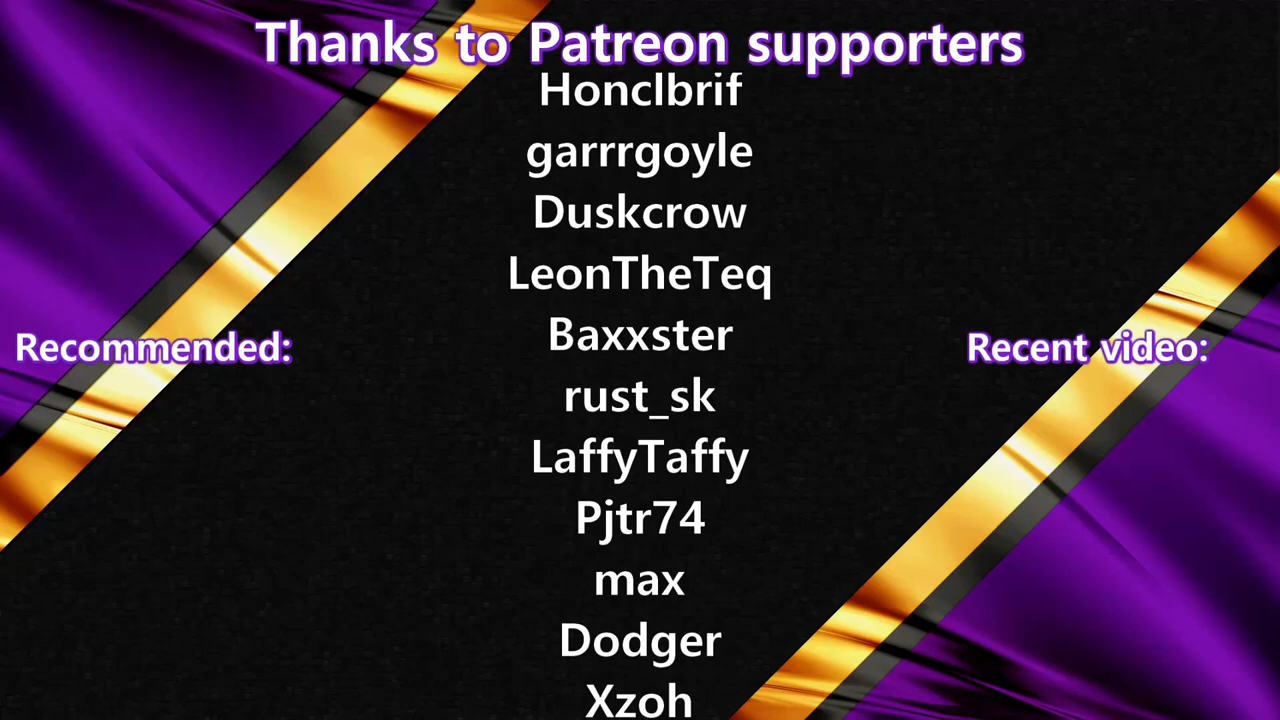 Thanks to Patreon supporters
Honclbrif
garrrgoyle
Duskcrow
LeonTheTeq
Baxxster
Recommended:
Recent video:
rust_sk
LaffyTaffy
Pjtr74
max
Dodger
Xzoh